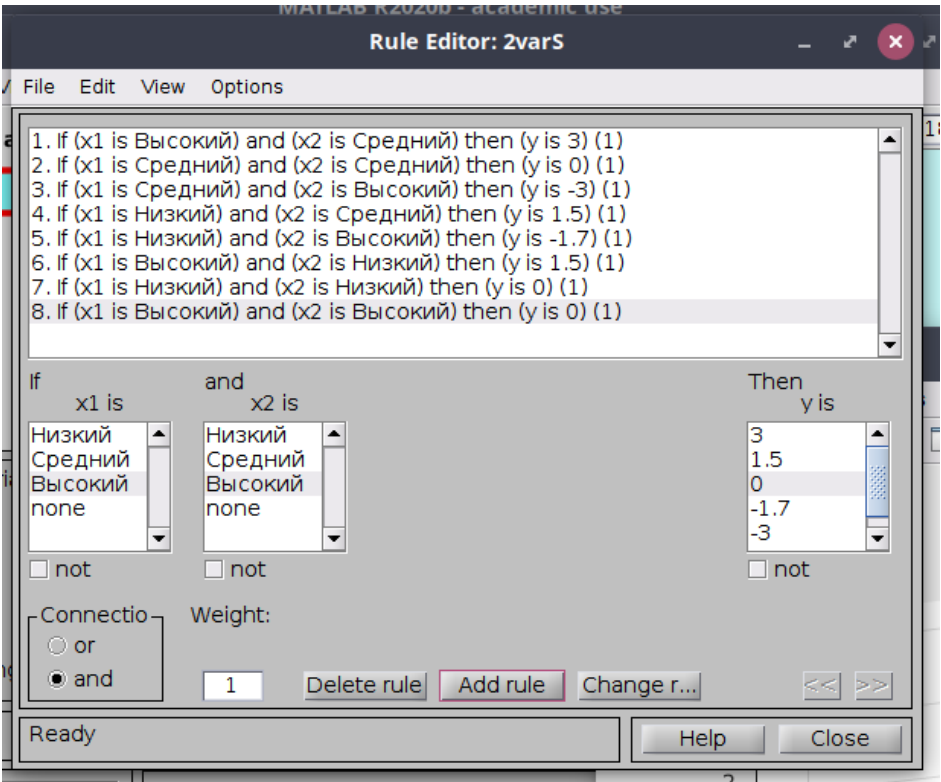 MATLAB R2020b - academic use
Rule Editor: 2varS
File Edit View Options
1. If (x1 is Высокий) and (x2 is Средний) then (y is 3) (1)
2. If (x1 is Средний) and (x2 is Средний) then (y is 0) (1)
3. If (x1 is Средний) and (x2 is Высокий) then (y is -3) (1)
4. If (x1 is Низкий) and (x2 is Средний) then (y is 1.5) (1)
5. If (x1 is Низкий) and (x2 is Высокий) then (y is -1.7) (1)
6. If (x1 is Высокий) and (x2 is Низкий) then (y is 1.5) (1)
7. If (x1 is Низкий) and (x2 is Низкий) then (y is 0) (1)
8. If (x1 is Высокий) and (x2 is Высокий) then (y is 0) (1)
If and Then
x1 is x2 is y is
Низкий Низкий 3
Средний Средний 1.5
Высокий Высокий 0
none none -1.7
-3
not not not
Connectio Weight:
or
and 1 Delete rule Add rule Change r... << >>
Ready Help Close